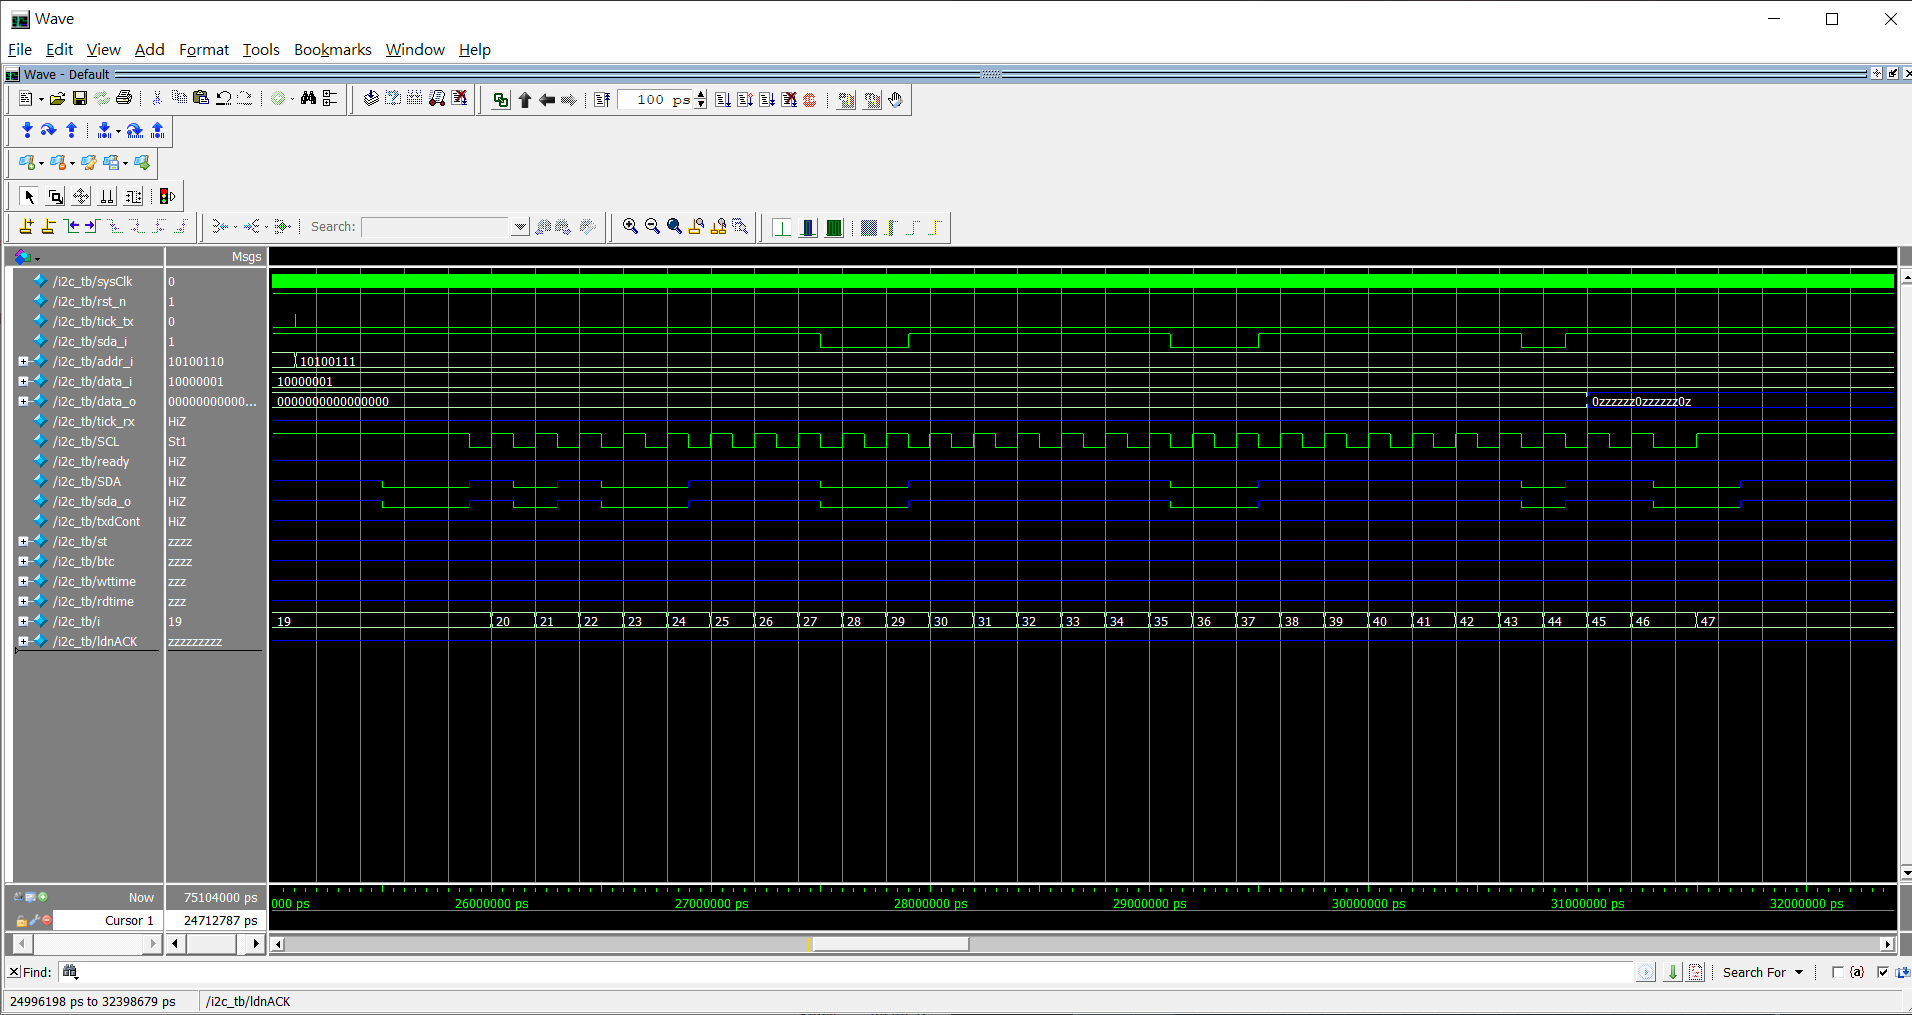 Wave
File Edit View Add Format Tools Bookmarks Window Help
Wave - Default
100 ps
Search:
Msgs
/i2c_tb/sysClk 0
/i2c_tb/rst_n 1
/i2c_tb/tick_tx 0
/i2c_tb/sda_i 1
/i2c_tb/addr_i 10100110 10100111
/i2c_tb/data_i 10000001 10000001
/i2c_tb/data_o 00000000000... 0000000000000000 0zzzzzz0zzzzzz0z
/i2c_tb/tick_rx HiZ
/i2c_tb/SCL St1
/i2c_tb/ready HiZ
/i2c_tb/SDA HiZ
/i2c_tb/sda_o HiZ
/i2c_tb/txdCont HiZ
/i2c_tb/st zzzz
/i2c_tb/btc zzzz
/i2c_tb/wttime zzz
/i2c_tb/rdtime zzz
/i2c_tb/i 19 19 20 21 22 23 24 25 26 27 28 29 30 31 32 33 34 35 36 37 38 39 40 41 42 43 44 45 46 47
/i2c_tb/ldnACK zzzzzzzzz
Now 75104000 ps 000 ps 26000000 ps 27000000 ps 28000000 ps 29000000 ps 30000000 ps 31000000 ps 32000000 ps
Cursor 1 24712787 ps
Find: Search For {a}
24996198 ps to 32398679 ps /i2c_tb/ldnACK